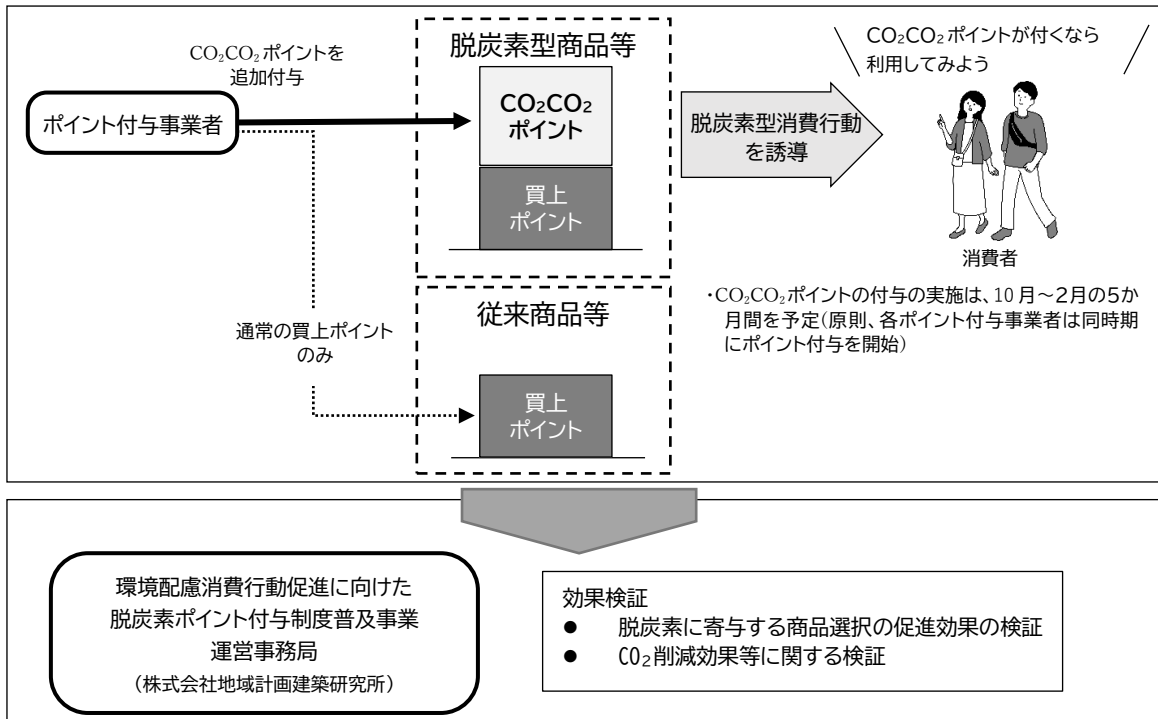 CO₂CO₂ポイントを
追加付与
ポイント付与事業者
脱炭素型商品等
CO₂CO₂
ポイント
買上
ポイント
脱炭素型消費行動
を誘導
CO₂CO₂ポイントが付くなら
利用してみよう
消費者
・CO₂CO₂ポイントの付与の実施は、10月～2月の5か
月間を予定(原則、各ポイント付与事業者は同時期
にポイント付与を開始)
通常の買上ポイント
のみ
従来商品等
買上
ポイント
環境配慮消費行動促進に向けた
脱炭素ポイント付与制度普及事業
運営事務局
(株式会社地域計画建築研究所)
効果検証
● 脱炭素に寄与する商品選択の促進効果の検証
● CO₂削減効果等に関する検証